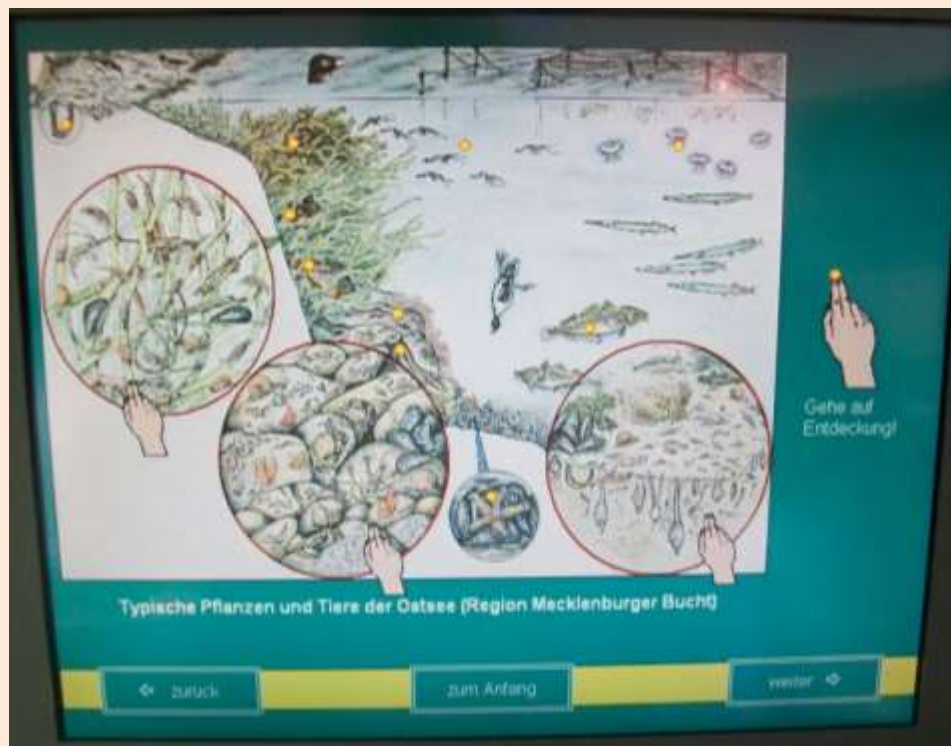 Gehe auf
Entdeckung!
Typische Pflanzen und Tiere der Ostsee (Region Mecklenburger Bucht)
⇦ zurück
zum Anfang
weiter ⇨